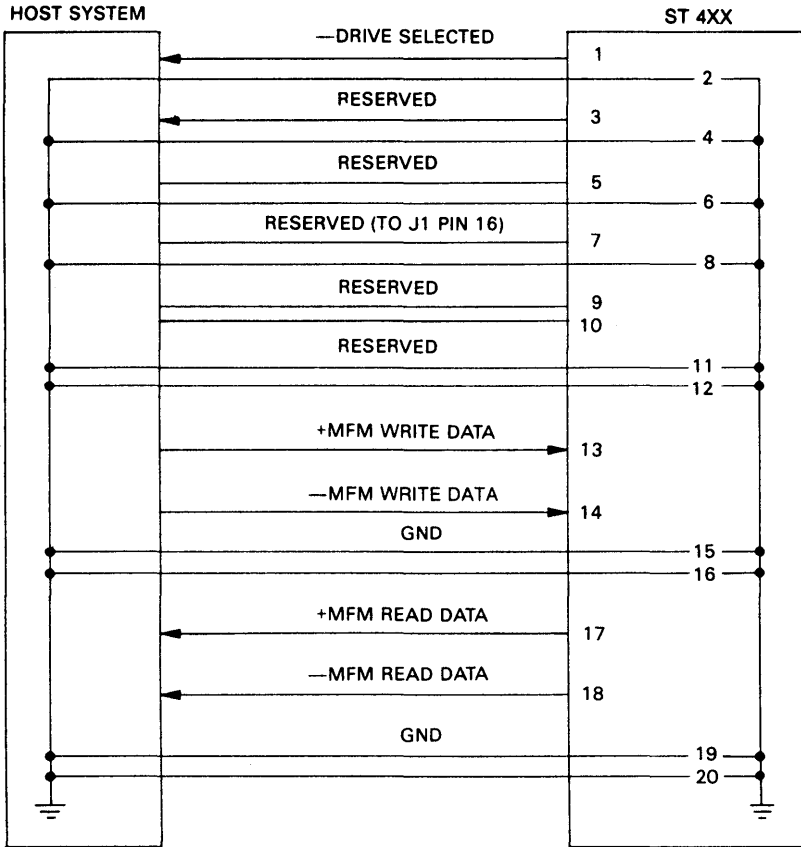 HOST SYSTEM
ST 4XX
—DRIVE SELECTED
1
2
RESERVED
3
4
RESERVED
5
6
RESERVED (TO J1 PIN 16)
7
8
RESERVED
9
10
RESERVED
11
12
+MFM WRITE DATA
13
—MFM WRITE DATA
14
GND
15
16
+MFM READ DATA
17
—MFM READ DATA
18
GND
19
20